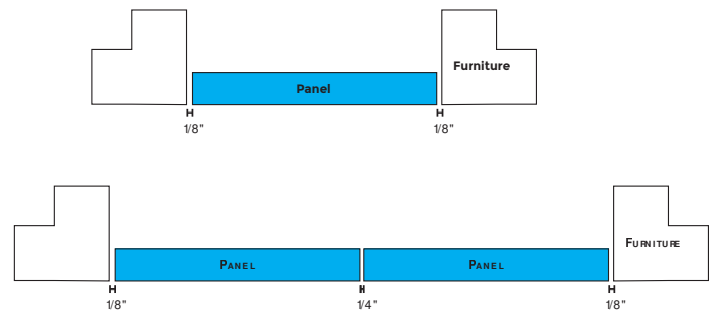 Furniture
Panel
1/8"
1/8"
FURNITURE
PANEL
PANEL
1/8"
1/4"
1/8"